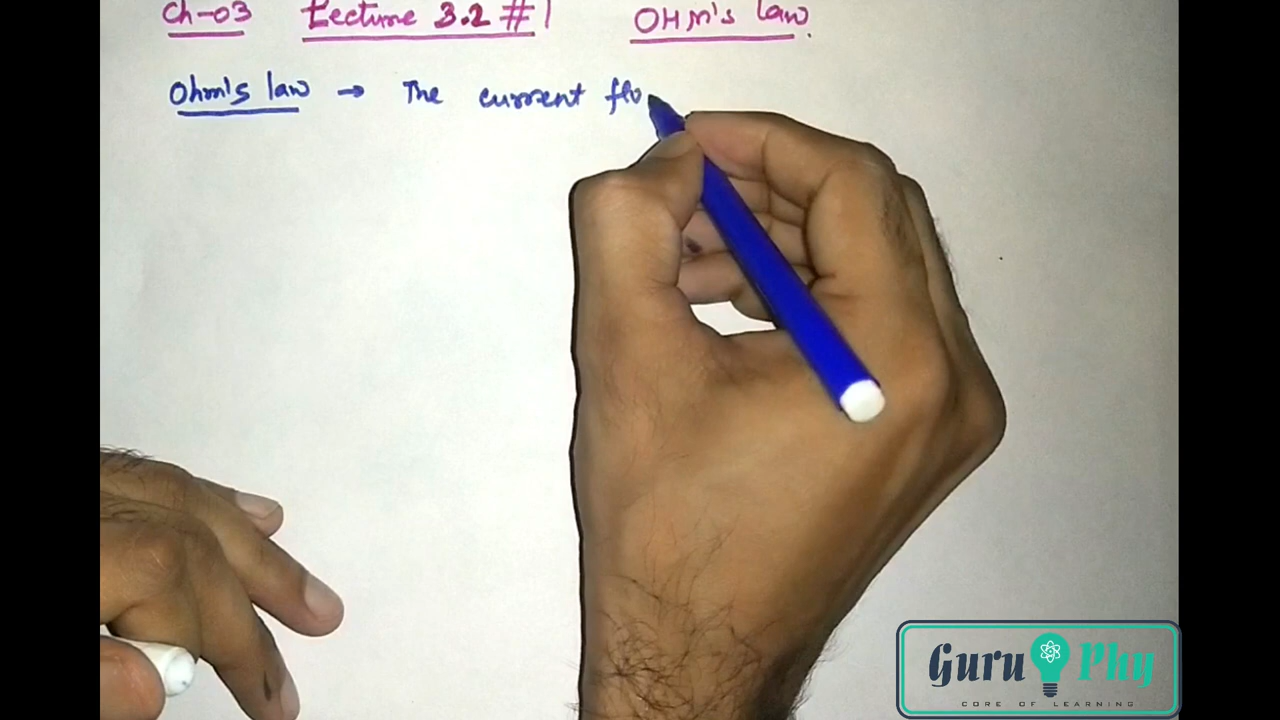 Ch-03 Lecture 3.2 #1 OHM's law.
Ohm's law → The current flo
Guru Phy
CORE OF LEARNING